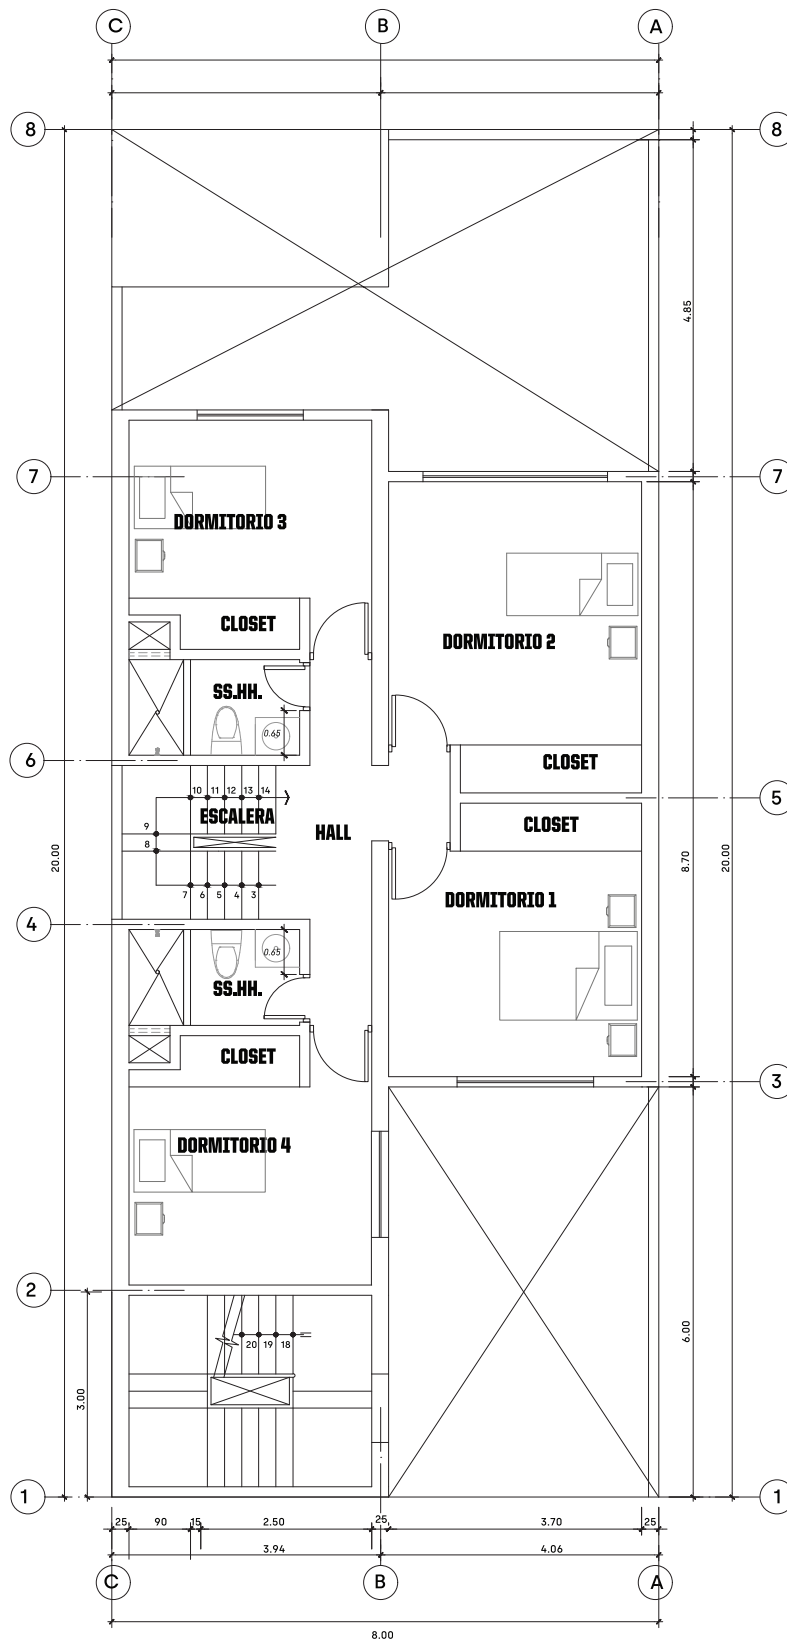 C B A
8 8
4.85
7 7
DORMITORIO 3
CLOSET
DORMITORIO 2
SS.HH.
0.65
6
CLOSET
10 11 12 13 14
5
ESCALERA
CLOSET
9
HALL
8
20.00
8.70
20.00
7 6 5 4 3
DORMITORIO 1
4
0.65
SS.HH.
CLOSET
3
DORMITORIO 4
2
6.00
20 19 18
3.00
1 1
25 90 15 2.50 25 3.70 25
3.94 4.06
C B A
8.00